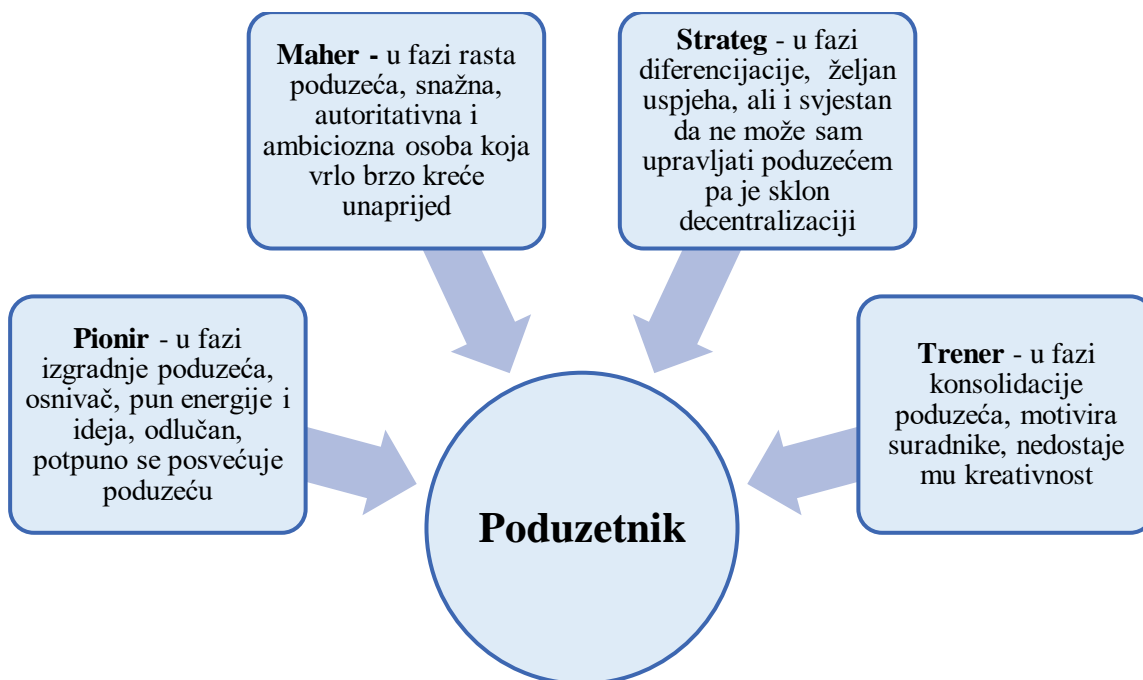 Maher - u fazi rasta
poduzeća, snažna,
autoritativna i
ambiciozna osoba koja
vrlo brzo kreće
unaprijed
Strateg - u fazi
diferencijacije, željan
uspjeha, ali i svjestan
da ne može sam
upravljati poduzećem
pa je sklon
decentralizaciji
Pionir - u fazi
izgradnje poduzeća,
osnivač, pun energije i
ideja, odlučan,
potpuno se posvećuje
poduzeću
Trener - u fazi
konsolidacije
poduzeća, motivira
suradnike, nedostaje
mu kreativnost
Poduzetnik